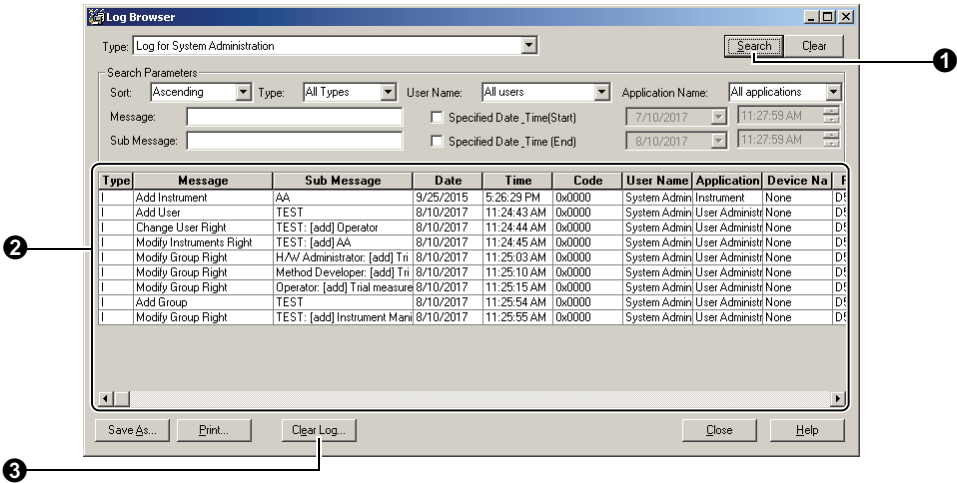 Log Browser
Type: Log for System Administration
Search Clear
1
Search Parameters
Sort: Ascending Type: All Types User Name: All users Application Name: All applications
Message: Specified Date _Time(Start) 7/10/2017 11:27:59 AM
Sub Message: Specified Date _Time (End) 8/10/2017 11:27:59 AM
2
Type Message Sub Message Date Time Code User Name Application Device Na
I Add Instrument AA 9/25/2015 5:26:29 PM 0x0000 System Admin Instrument None
I Add User TEST 8/10/2017 11:24:43 AM 0x0000 System Admin User Administr None
I Change User Right TEST: [add] Operator 8/10/2017 11:24:44 AM 0x0000 System Admin User Administr None
I Modify Instruments Right TEST: [add] AA 8/10/2017 11:24:45 AM 0x0000 System Admin User Administr None
I Modify Group Right H/W Administrator: [add] Tri 8/10/2017 11:25:03 AM 0x0000 System Admin User Administr None
I Modify Group Right Method Developer: [add] Tri 8/10/2017 11:25:10 AM 0x0000 System Admin User Administr None
I Modify Group Right Operator: [add] Trial measure 8/10/2017 11:25:15 AM 0x0000 System Admin User Administr None
I Add Group TEST 8/10/2017 11:25:54 AM 0x0000 System Admin User Administr None
I Modify Group Right TEST: [add] Instrument Mani 8/10/2017 11:25:55 AM 0x0000 System Admin User Administr None
Save As... Print... Clear Log... Close Help
3